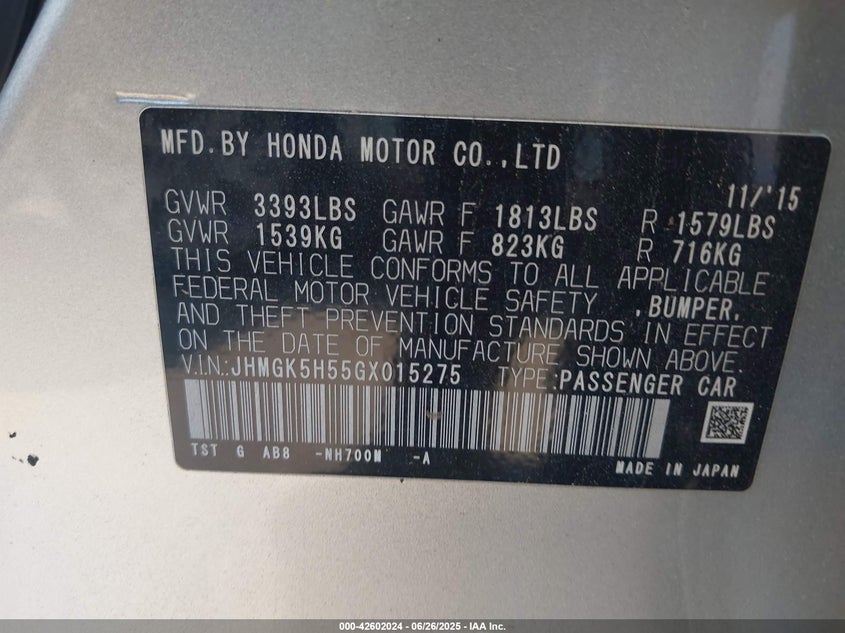 MFD.BY HONDA MOTOR CO.,LTD
11/'15
GVWR 3393LBS GAWR F 1813LBS R 1579LBS
GVWR 1539KG GAWR F 823KG R 716KG
THIS VEHICLE CONFORMS TO ALL APPLICABLE
FEDERAL MOTOR VEHICLE SAFETY ,BUMPER,
AND THEFT PREVENTION STANDARDS IN EFFECT
ON THE DATE OF MANUFACTURE SHOWN ABOVE.
V.IN:JHMGK5H55GX015275 TYPE:PASSENGER CAR
TST G AB8 -NH700M -A
MADE IN JAPAN
000-42602024 - 06/26/2025 - IAA Inc.